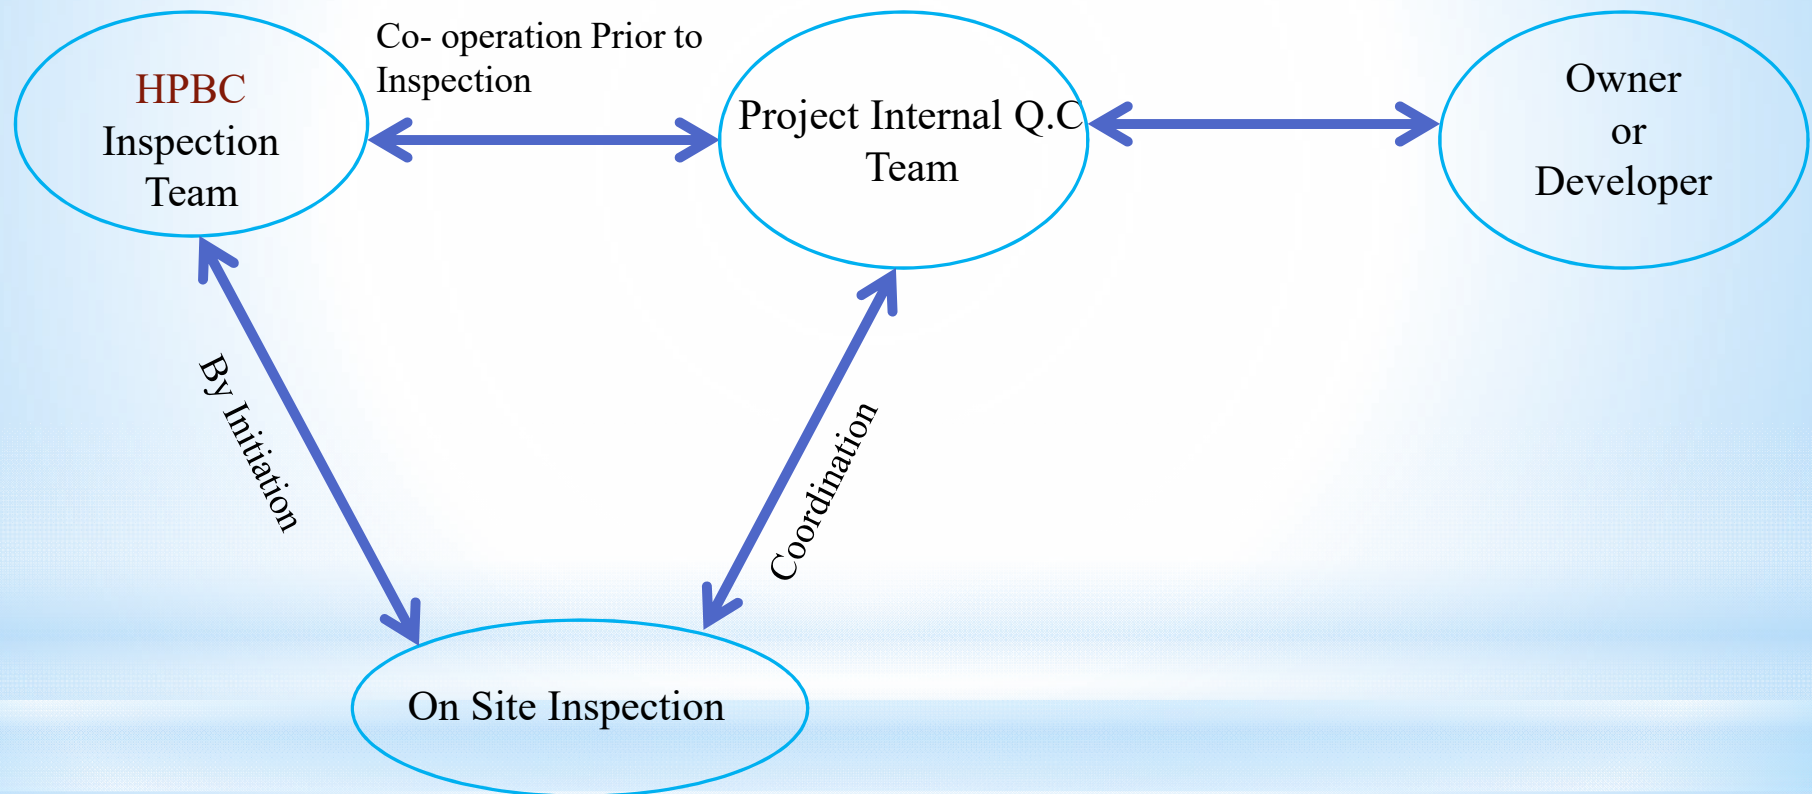 Co- operation Prior to
Inspection
HPBC
Inspection
Team
Project Internal Q.C
Team
Owner
or
Developer
By Initiation
Coordination
On Site Inspection